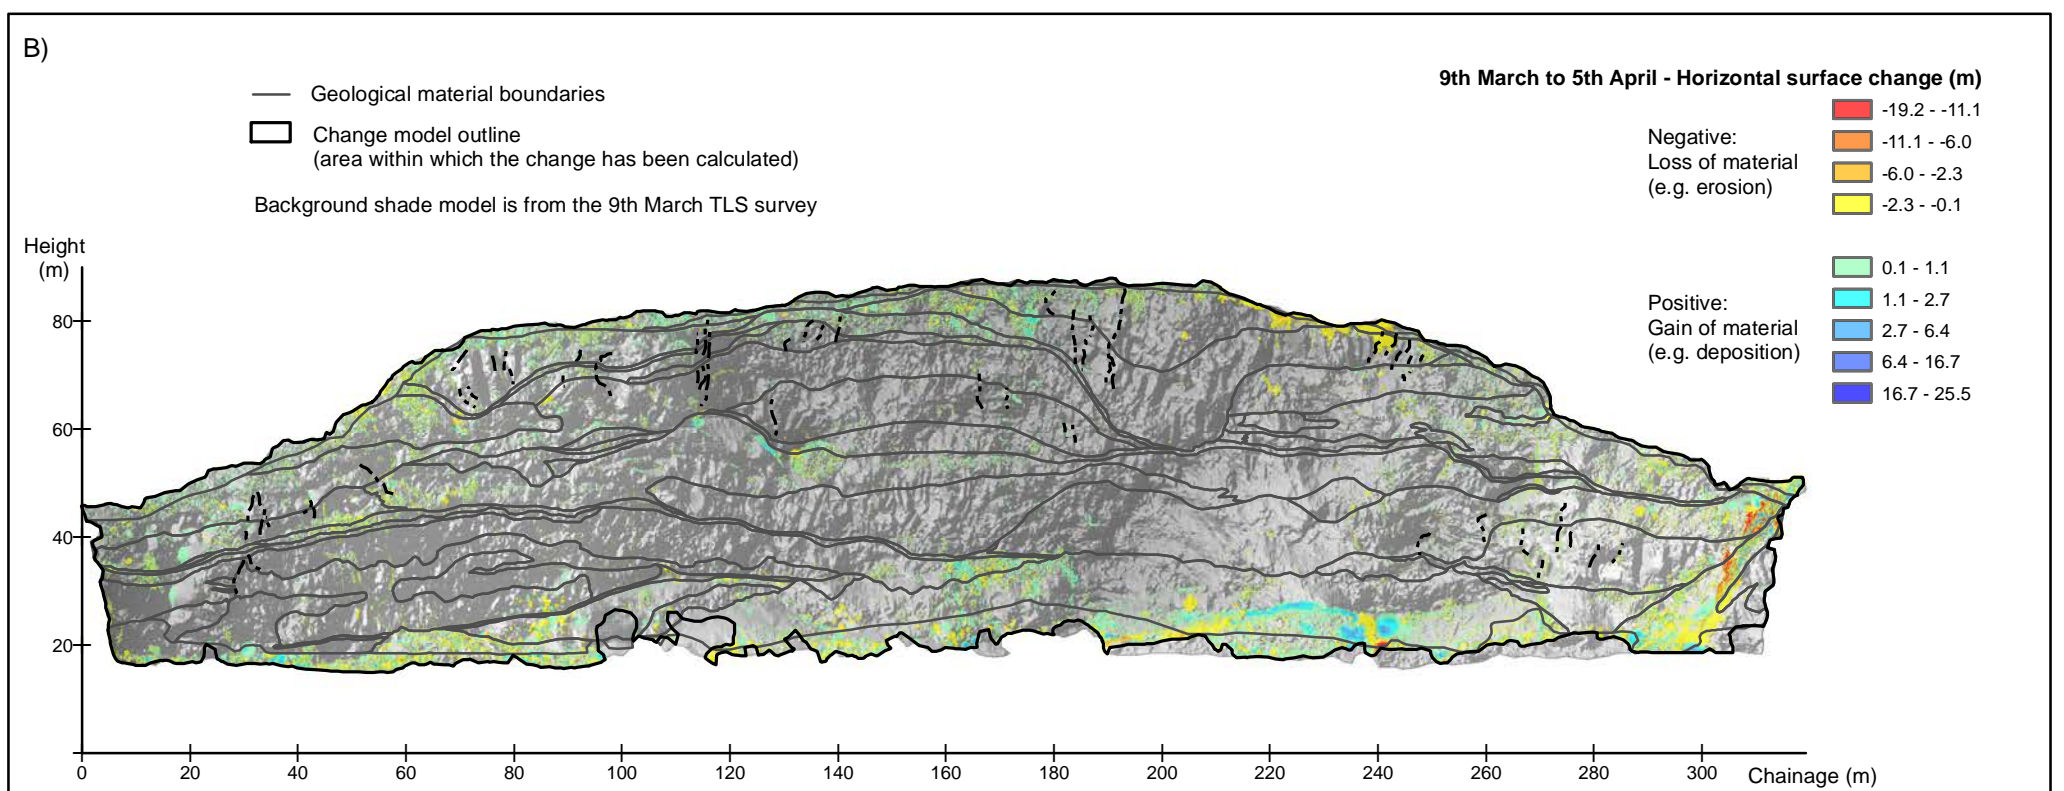 B)
Geological material boundaries
Change model outline
(area within which the change has been calculated)
Background shade model is from the 9th March TLS survey
9th March to 5th April - Horizontal surface change (m)
Negative:
Loss of material
(e.g. erosion)
-19.2 - -11.1
-11.1 - -6.0
-6.0 - -2.3
-2.3 - -0.1
Positive:
Gain of material
(e.g. deposition)
0.1 - 1.1
1.1 - 2.7
2.7 - 6.4
6.4 - 16.7
16.7 - 25.5
Height
(m)
80
60
40
20
0 20 40 60 80 100 120 140 160 180 200 220 240 260 280 300
Chainage (m)